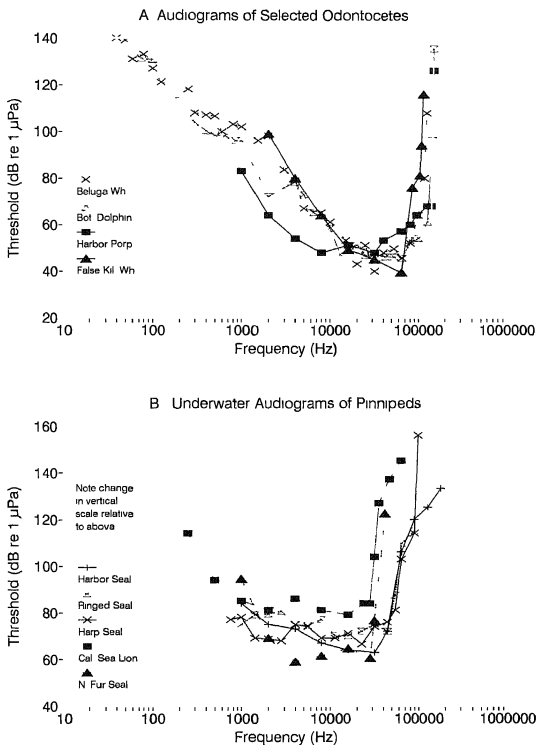 A Audiograms of Selected Odontocetes
Threshold (dB re 1 µPa)
140
120
100
80
60
40
20
Beluga Wh
Bot Dolphin
Harbor Porp
False Kil Wh
10 100 1000 10000 100000 1000000
Frequency (Hz)
B Underwater Audiograms of Pinnipeds
Threshold (dB re 1 µPa)
160
140
120
100
80
60
40
Note change
in vertical
scale relative
to above
Harbor Seal
Ringed Seal
Harp Seal
Cal Sea Lion
N Fur Seal
10 100 1000 10000 100000 1000000
Frequency (Hz)